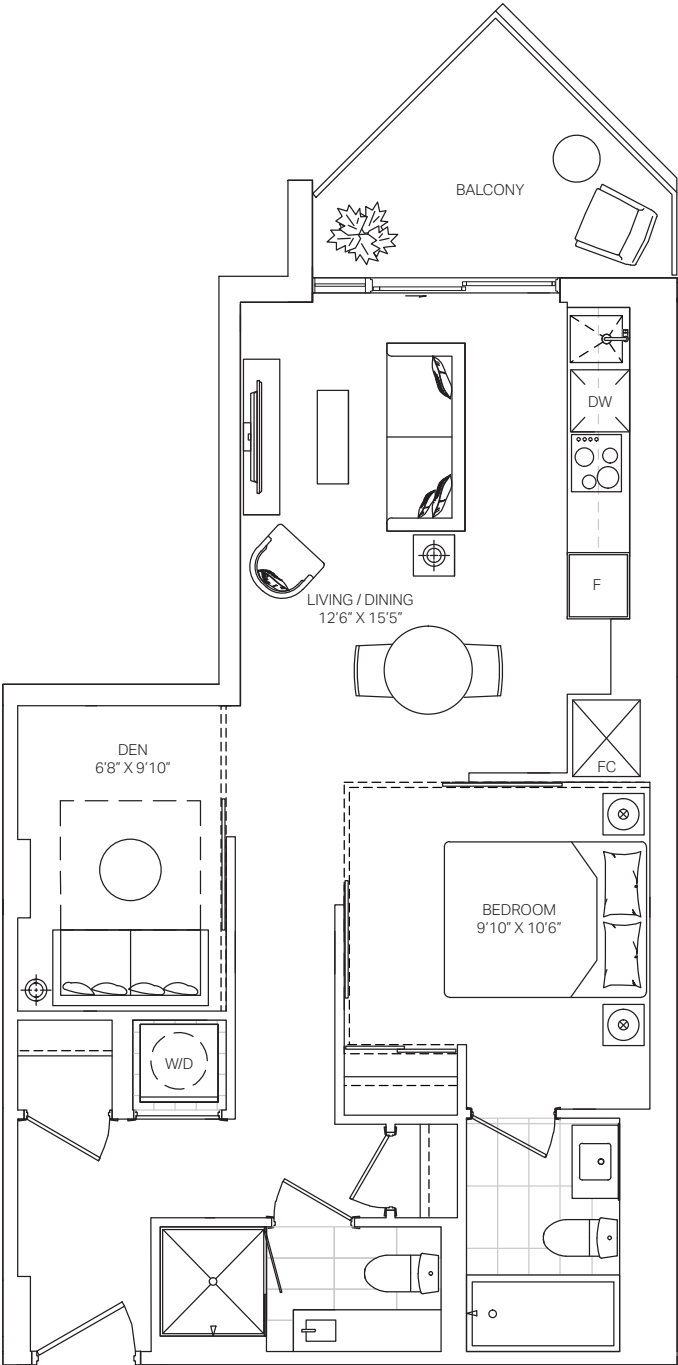 BALCONY
DW
F
LIVING / DINING
12'6" X 15'5"
DEN
6'8" X 9'10"
FC
BEDROOM
9'10" X 10'6"
W/D